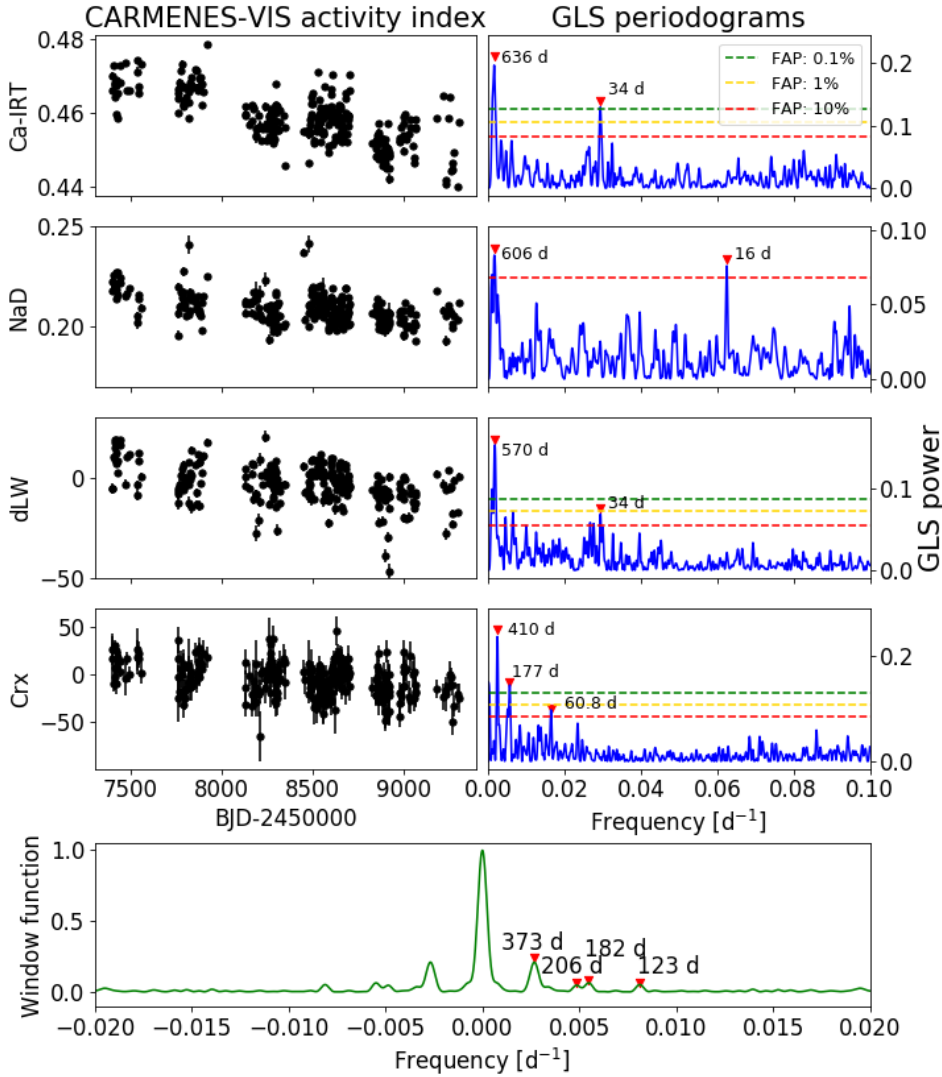 CARMENES-VIS activity index
GLS periodograms
0.48
0.46
0.44
Ca-IRT
636 d
34 d
FAP: 0.1%
FAP: 1%
FAP: 10%
0.2
0.1
0.0
0.25
0.20
NaD
606 d
16 d
0.10
0.05
0.00
0
−50
dLW
570 d
34 d
0.1
0.0
GLS power
50
0
−50
Crx
410 d
177 d
60.8 d
0.2
0.0
7500 8000 8500 9000
0.00 0.02 0.04 0.06 0.08 0.10
BJD-2450000
Frequency [d⁻¹]
1.0
0.5
0.0
Window function
373 d
206 d
182 d
123 d
−0.020 −0.015 −0.010 −0.005 0.000 0.005 0.010 0.015 0.020
Frequency [d⁻¹]